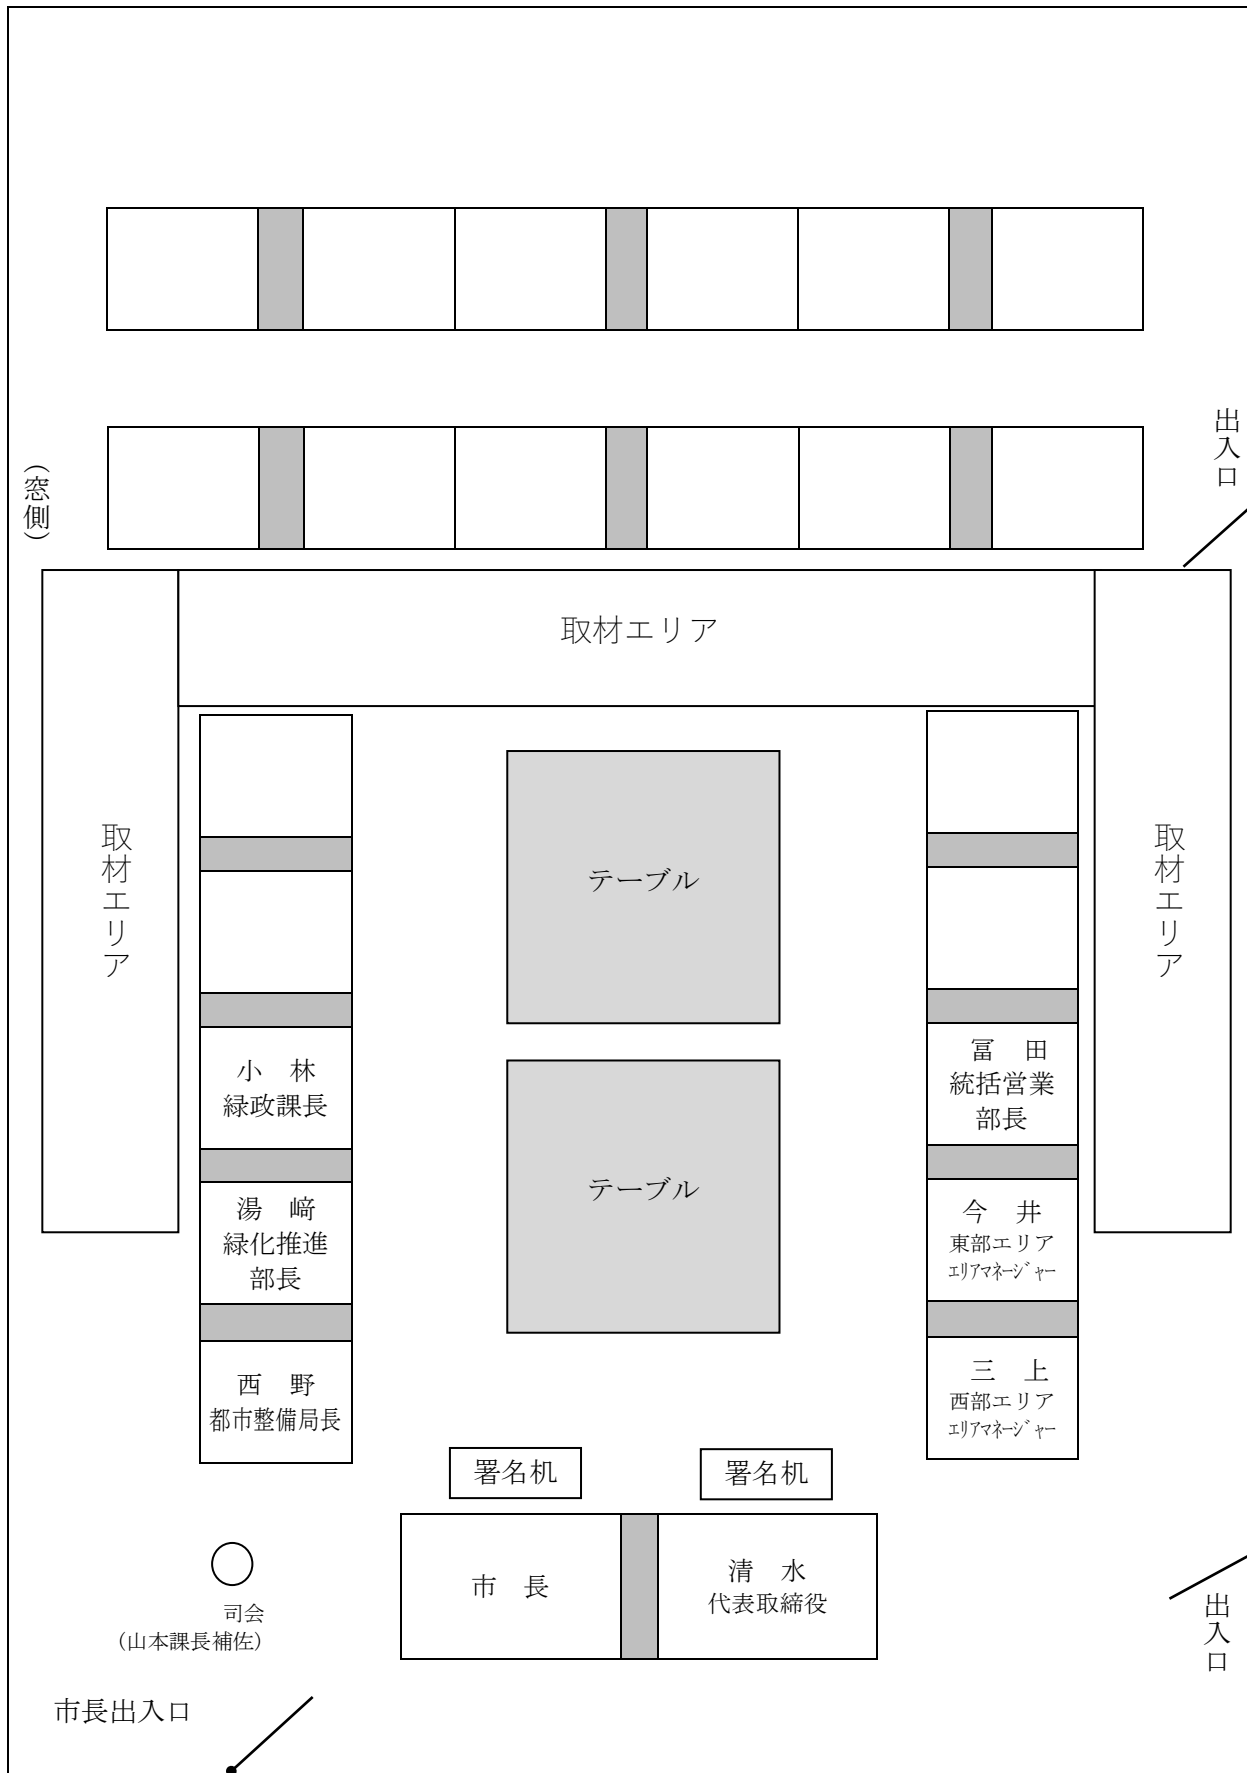 出入口
（窓側）
取材エリア
取材エリア
取材エリア
テーブル
小　林
緑政課長
冨　田
統括営業
部長
テーブル
湯　﨑
緑化推進
部長
今　井
東部エリア
ｴﾘｱﾏﾈｰｼﾞｬｰ
西　野
都市整備局長
三　上
西部エリア
ｴﾘｱﾏﾈｰｼﾞｬｰ
署名机
署名机
市　長
清　水
代表取締役
司会
（山本課長補佐）
出入口
市長出入口